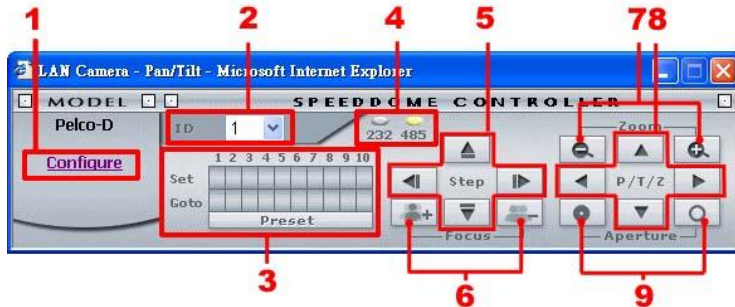 1 2 4 5 78
LAN Camera - Pan/Tilt - Microsoft Internet Explorer
MODEL SPEEDDOME CONTROLLER
Pelco-D ID 1 232 485 Zoom
Configure
1 2 3 4 5 6 7 8 9 10
Set Step P/T/Z
Goto
Preset
Focus Aperture
3 6 9